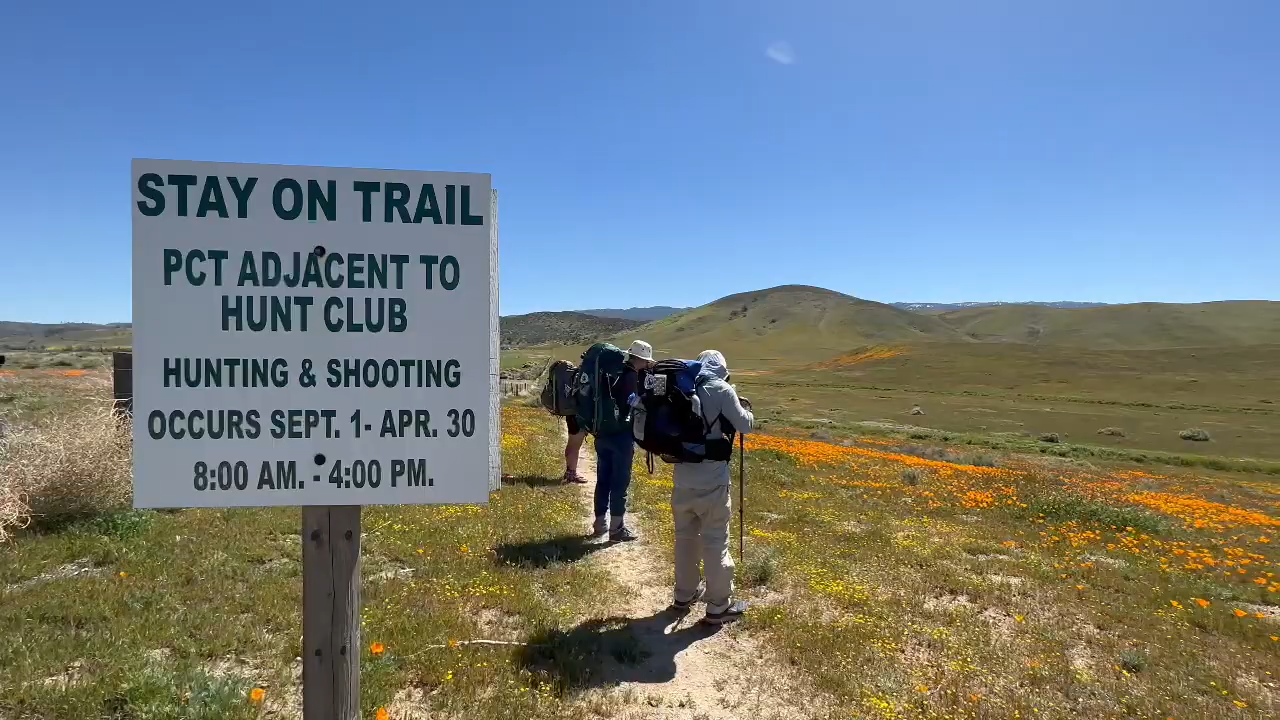 STAY ON TRAIL
PCT ADJACENT TO
HUNT CLUB
HUNTING & SHOOTING
OCCURS SEPT. 1- APR. 30
8:00 AM. - 4:00 PM.